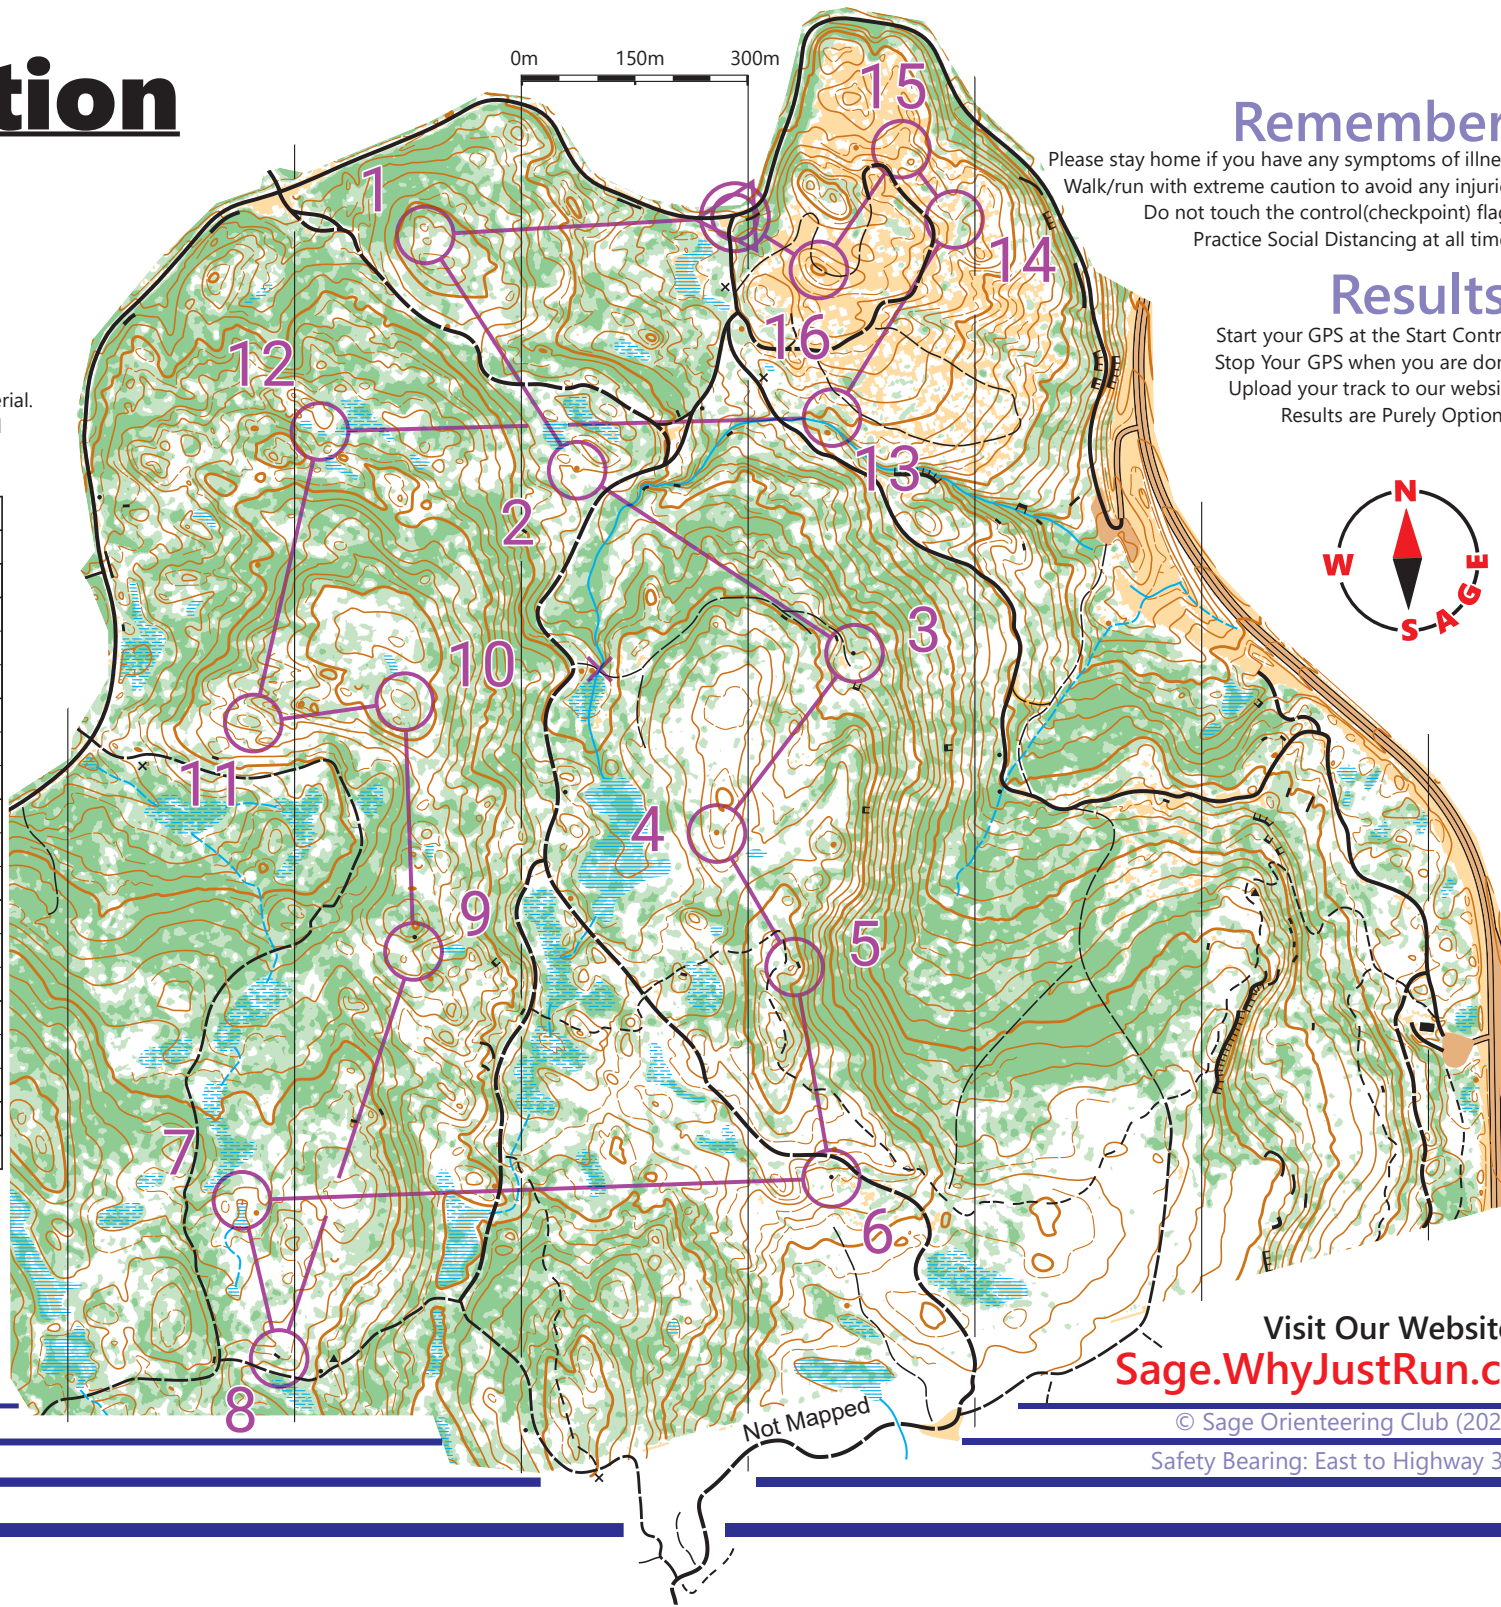 tion
0m 150m 300m
Remember
Please stay home if you have any symptoms of illne
Walk/run with extreme caution to avoid any injurie
Do not touch the control(checkpoint) flag
Practice Social Distancing at all time
Results
Start your GPS at the Start Contr
Stop Your GPS when you are don
Upload your track to our websi
Results are Purely Option
erial.
N
W
E
S A G E
1
2
3
4
5
6
7
8
9
10
11
12
13
14
15
16
Not Mapped
Visit Our Website
Sage.WhyJustRun.c
© Sage Orienteering Club (202
Safety Bearing: East to Highway 3